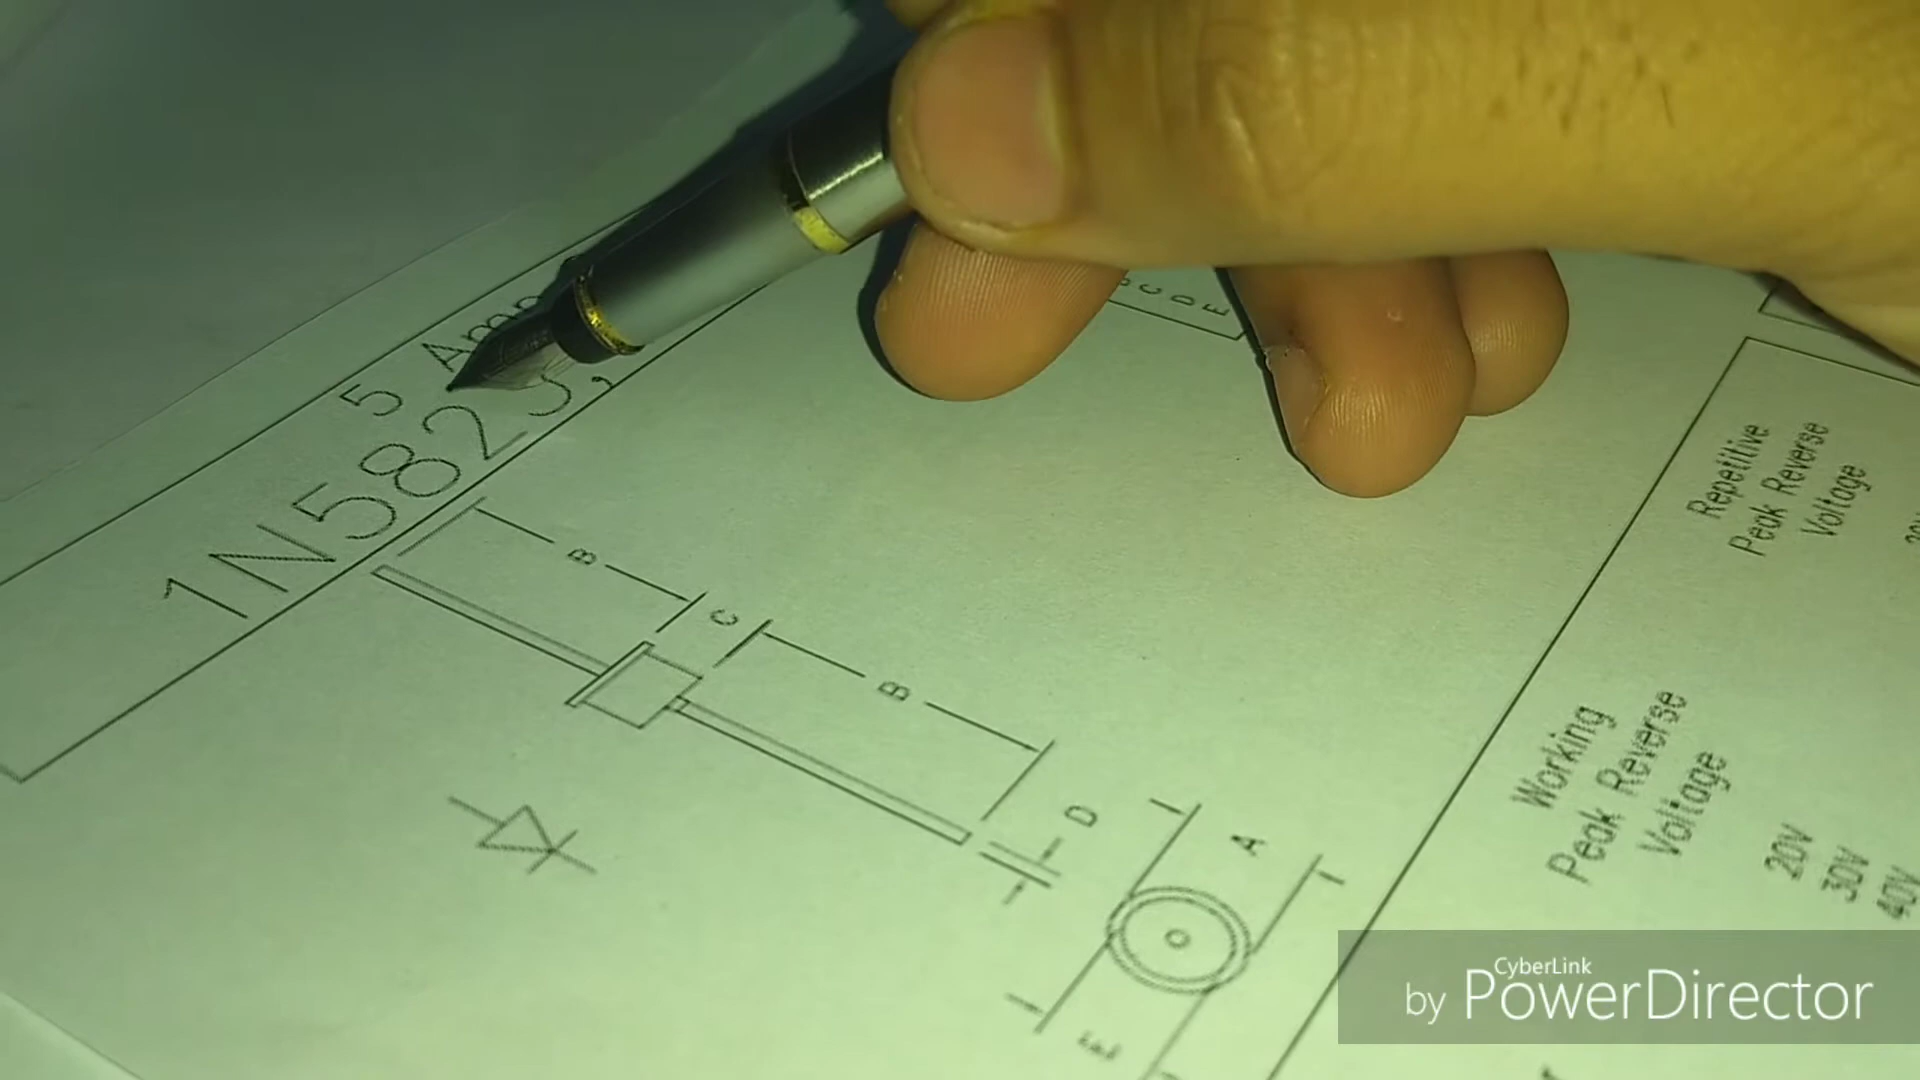 5 Amp
1N582
B
C
B
D
A
E
C D E
Repetitive
Peak Reverse
Voltage
Working
Peak Reverse
Voltage
20V
30V
40V
CyberLink
by PowerDirector